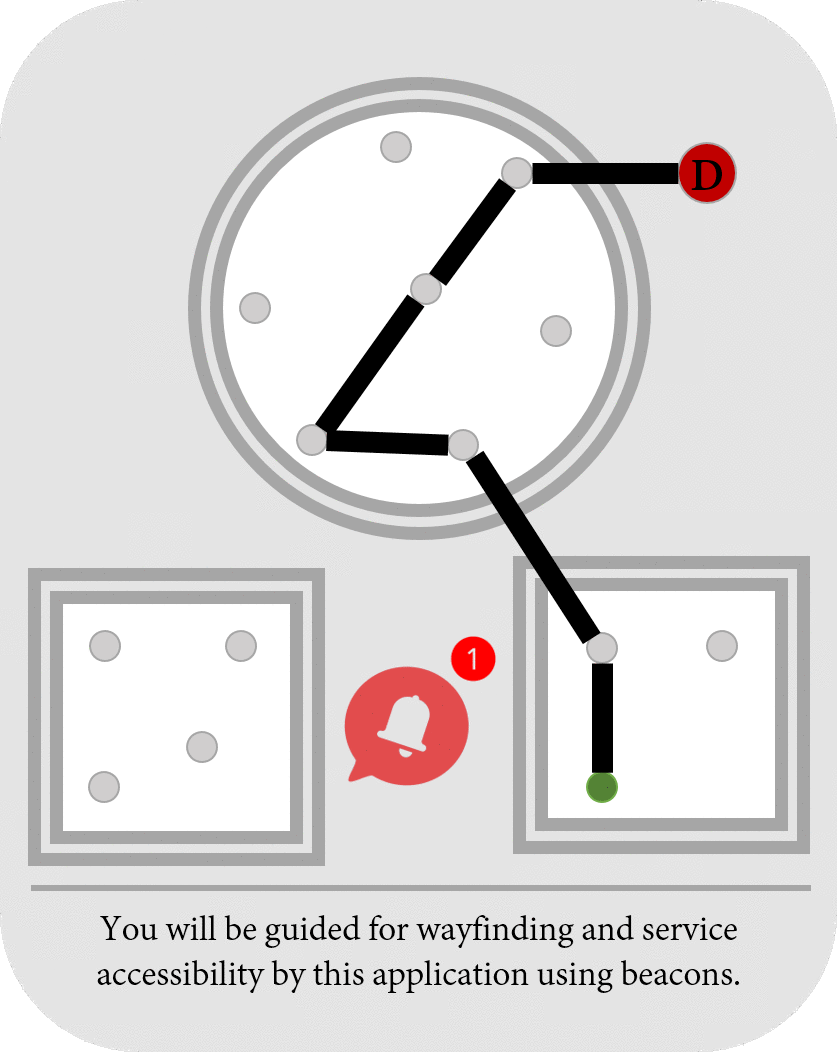 D
1
You will be guided for wayfinding and service
accessibility by this application using beacons.